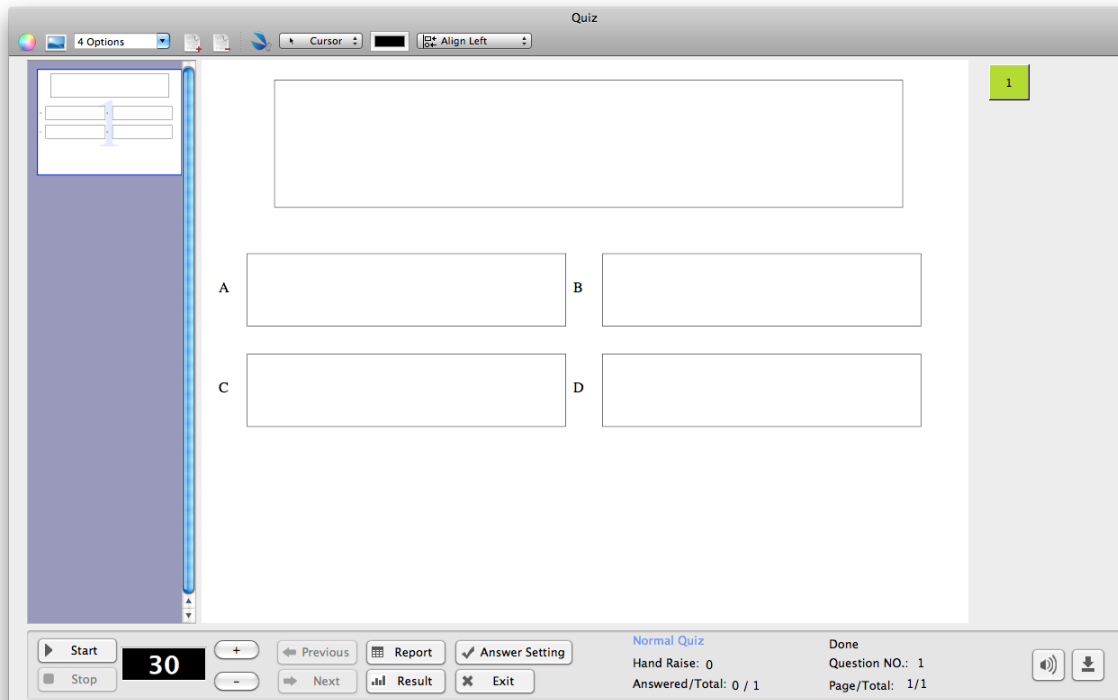 Quiz
4 Options
Cursor
Align Left
1
1
A
B
C
D
Start
30
+
Previous
Report
Answer Setting
Stop
-
Next
Result
Exit
Normal Quiz
Hand Raise: 0
Answered/Total: 0 / 1
Done
Question NO.: 1
Page/Total: 1/1